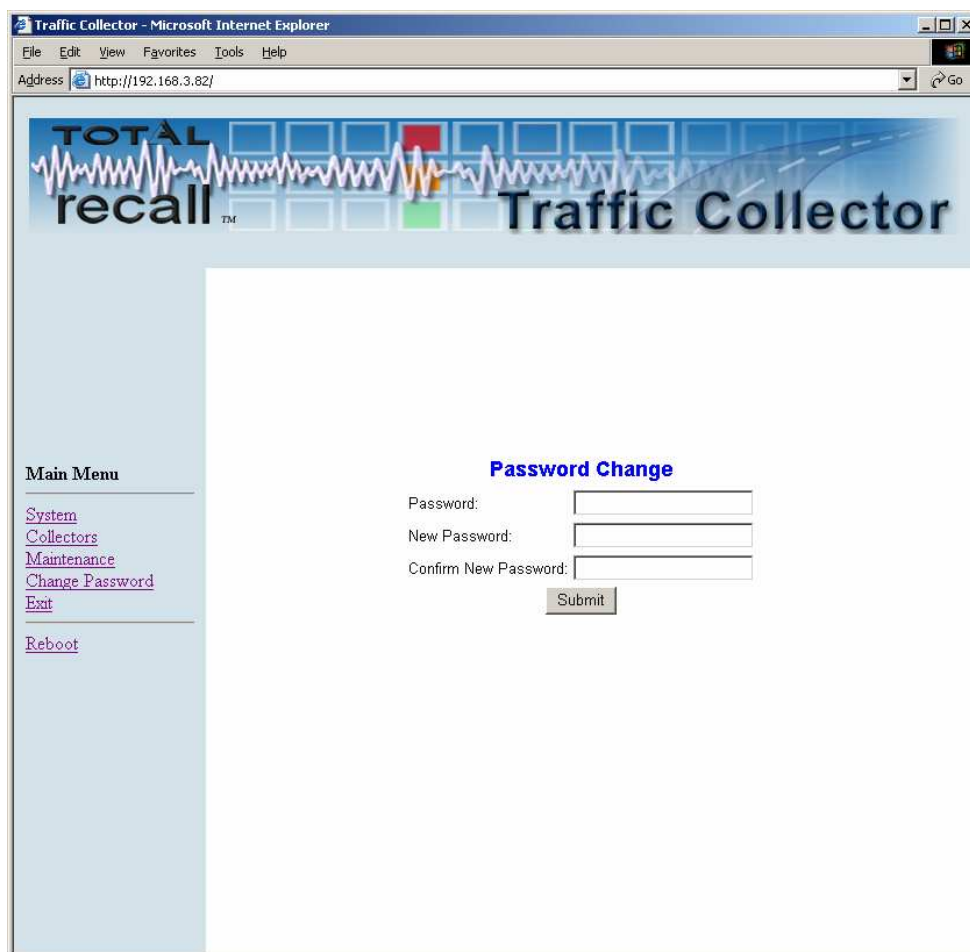 Traffic Collector - Microsoft Internet Explorer
File Edit View Favorites Tools Help
Address http://192.168.3.82/ Go
TOTAL
recall TM
Traffic Collector
Main Menu
System
Collectors
Maintenance
Change Password
Exit
Reboot
Password Change
Password:
New Password:
Confirm New Password:
Submit